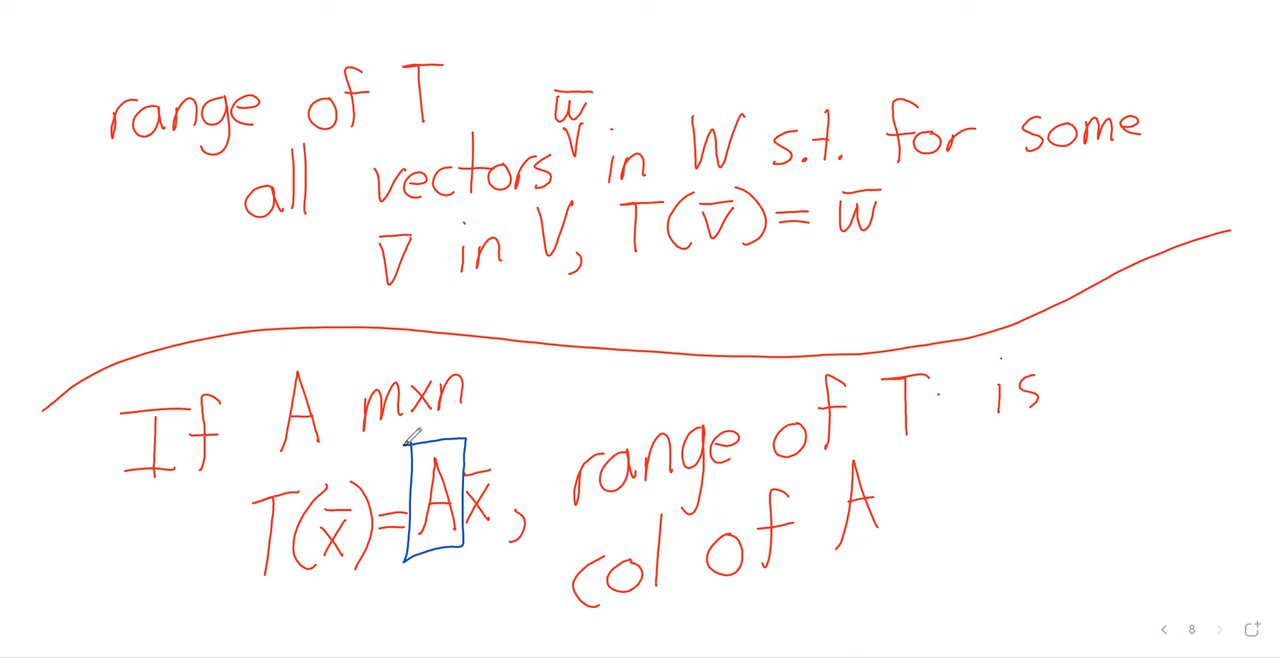 range of T
w̅
all vectors ∨ in W s.t. for some
v̅ in V, T(v̅) = w̅
If A m×n
T(x̅) = Ax̅, range of T. is
col of A
8